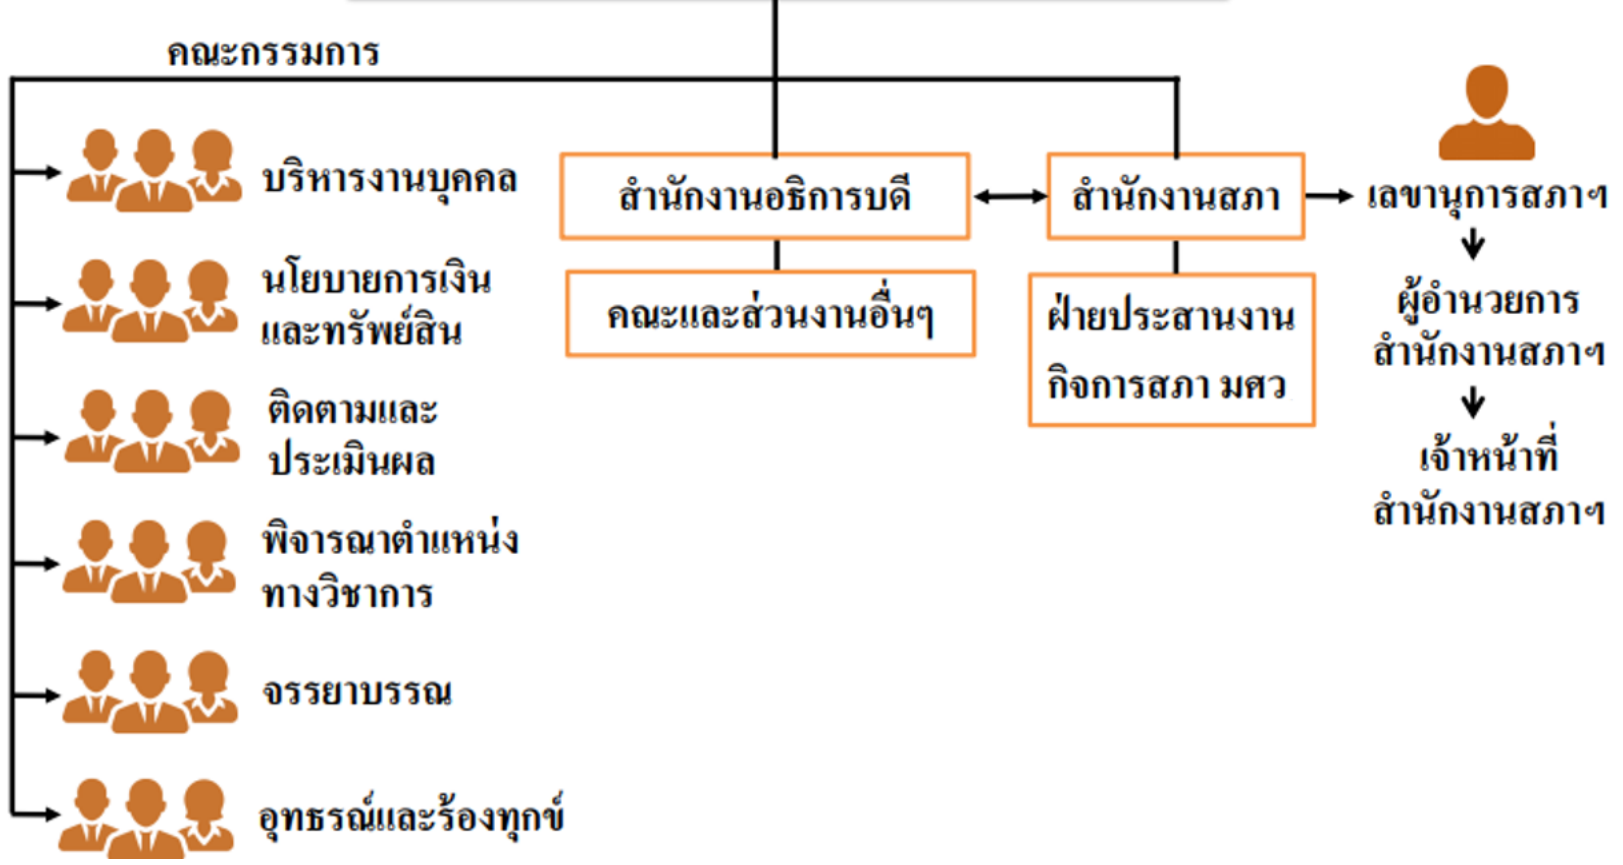 คณะกรรมการ
บริหารงานบุคคล
นโยบายการเงิน
และทรัพย์สิน
ติดตามและ
ประเมินผล
พิจารณาตำแหน่ง
ทางวิชาการ
จรรยาบรรณ
อุทธรณ์และร้องทุกข์
สำนักงานอธิการบดี
คณะและส่วนงานอื่นๆ
สำนักงานสภา
ฝ่ายประสานงาน
กิจการสภา มศว
เลขานุการสภาฯ
ผู้อำนวยการ
สำนักงานสภาฯ
เจ้าหน้าที่
สำนักงานสภาฯ